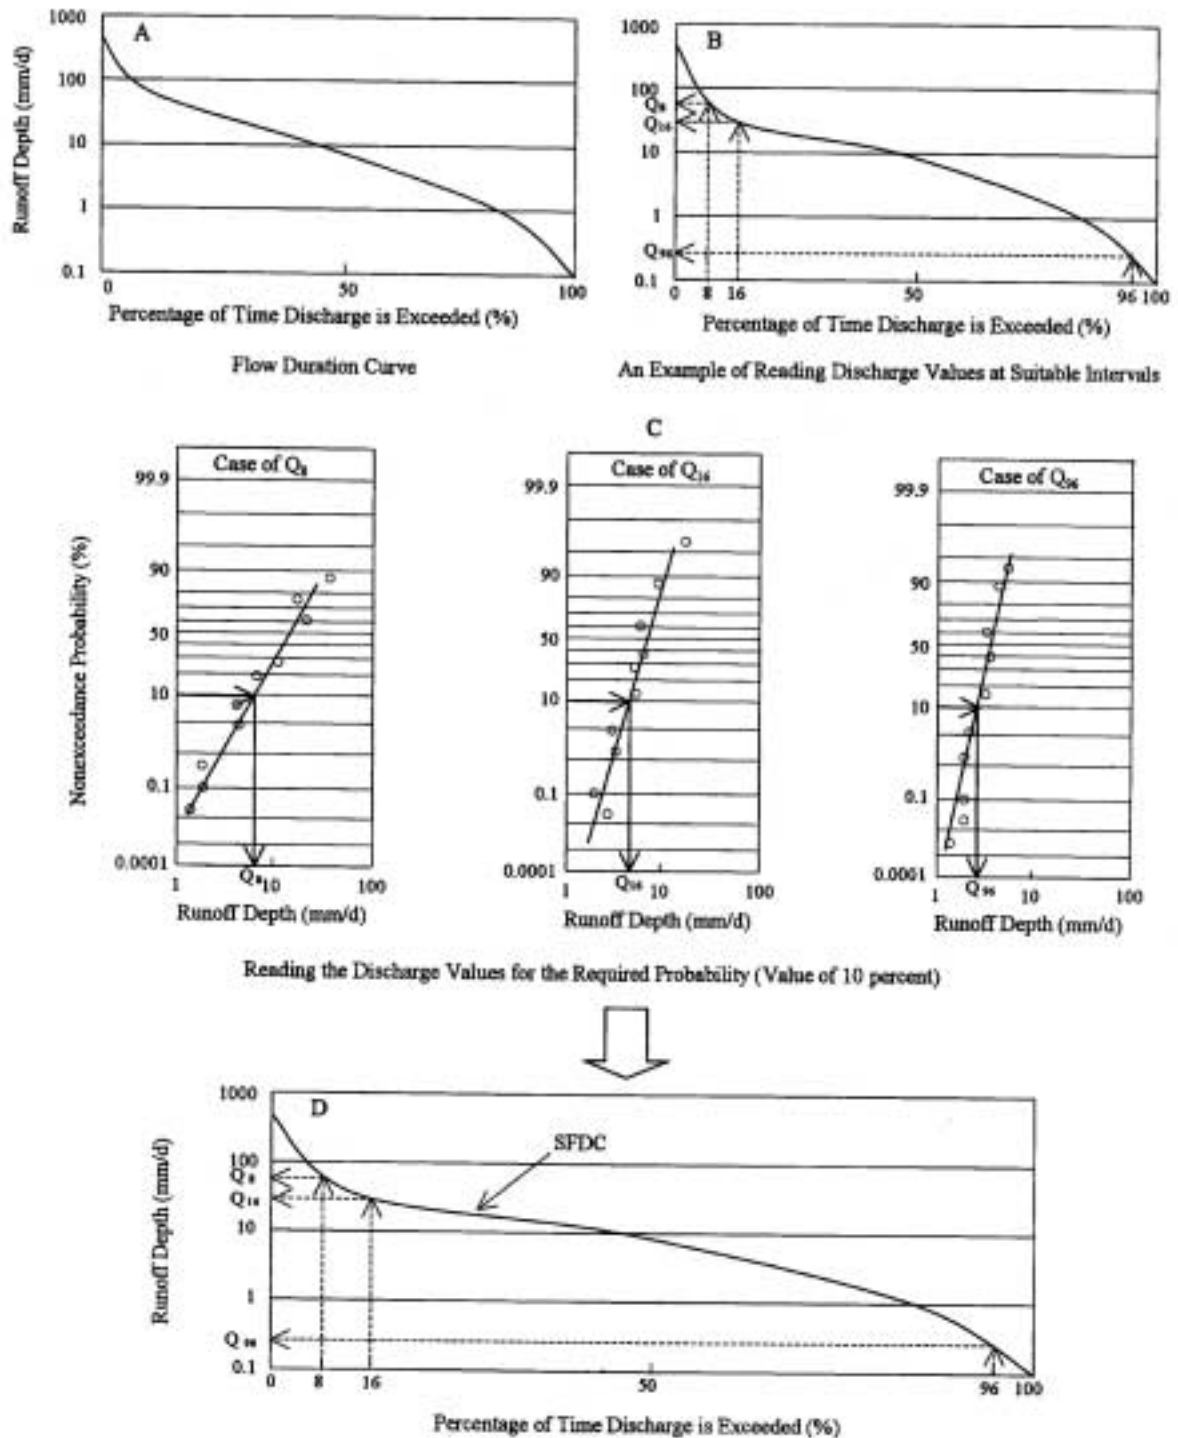 1000
A
100
10
1
0.1
Runoff Depth (mm/d)
0
50
100
Percentage of Time Discharge is Exceeded (%)
Flow Duration Curve
1000
B
100
Q8
Q16
10
1
0.1
0
8
16
50
96
100
Percentage of Time Discharge is Exceeded (%)
An Example of Reading Discharge Values at Suitable Intervals
C
Nonexceedance Probability (%)
Case of Q8
99.9
90
50
10
0.1
0.0001
Q8
1
10
100
Runoff Depth (mm/d)
Case of Q16
99.9
90
50
10
0.1
0.0001
Q16
1
10
100
Runoff Depth (mm/d)
Case of Q96
99.9
90
50
10
0.1
0.0001
Q96
1
10
100
Runoff Depth (mm/d)
Reading the Discharge Values for the Required Probability (Value of 10 percent)
1000
D
SFDC
100
Q8
Q16
10
1
0.1
Runoff Depth (mm/d)
0
8
16
50
96
100
Percentage of Time Discharge is Exceeded (%)